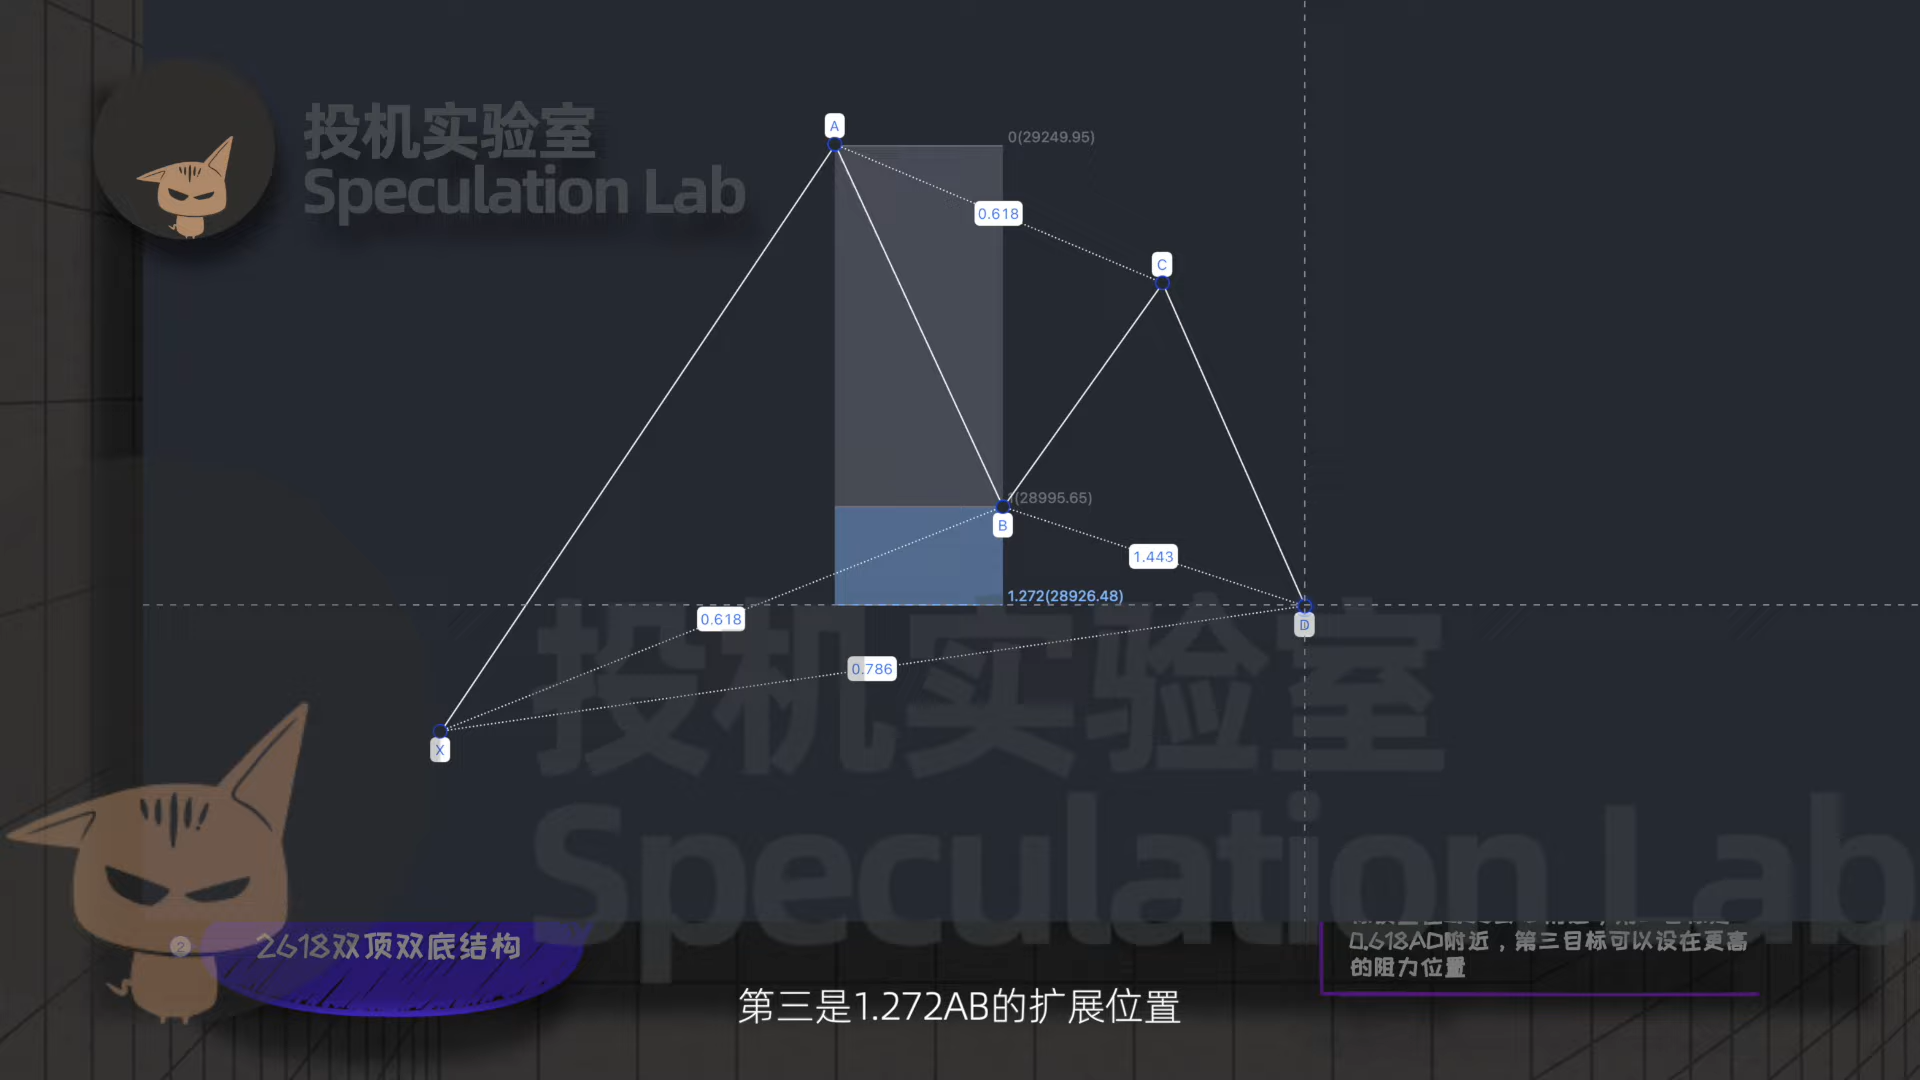 投机实验室
Speculation Lab
A
0(29249.95)
0.618
C
(28995.65)
B
1.443
1.272(28926.48)
0.618
D
0.786
X
投机实验室
Speculation Lab
2
2618双顶双底结构
0.618AD附近，第三目标可以设在更高
的阻力位置
第三是1.272AB的扩展位置